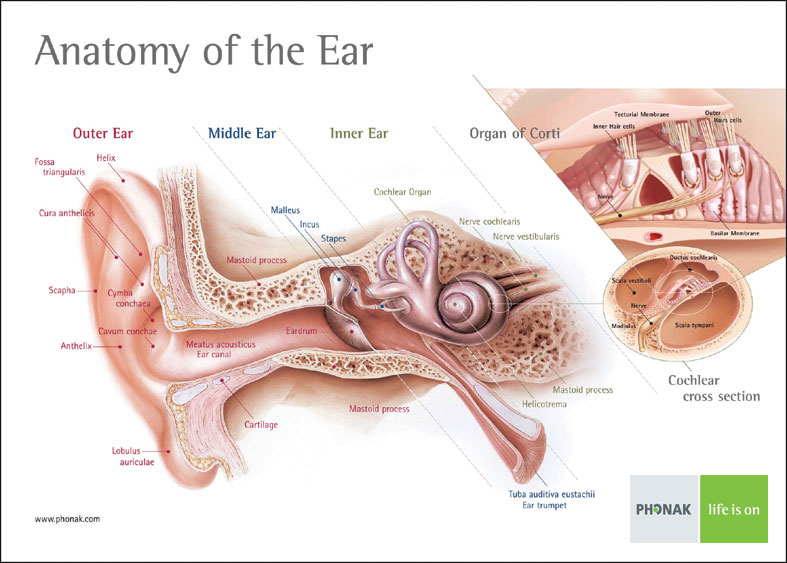 Anatomy of the Ear
Outer Ear
Middle Ear
Inner Ear
Organ of Corti
Tectorial Membrane
Outer
Hairs cells
Inner Hair cells
Nerve
Basilar Membrane
Helix
Fossa
triangularis
Cura anthelicis
Scapha
Cymba
conchaea
Cavum conchae
Anthelix
Lobulus
auriculae
Mastoid process
Malleus
Incus
Stapes
Cochlear Organ
Nerve cochlearis
Nerve vestibularis
Eardrum
Meatus acousticus
Ear canal
Cartilage
Mastoid process
Mastoid process
Helicotrema
Tuba auditiva eustachii
Ear trumpet
Ductus cochlearis
Scala vestibuli
Nerve
Modiolus
Scala tympani
Cochlear
cross section
www.phonak.com
PHONAK
life is on